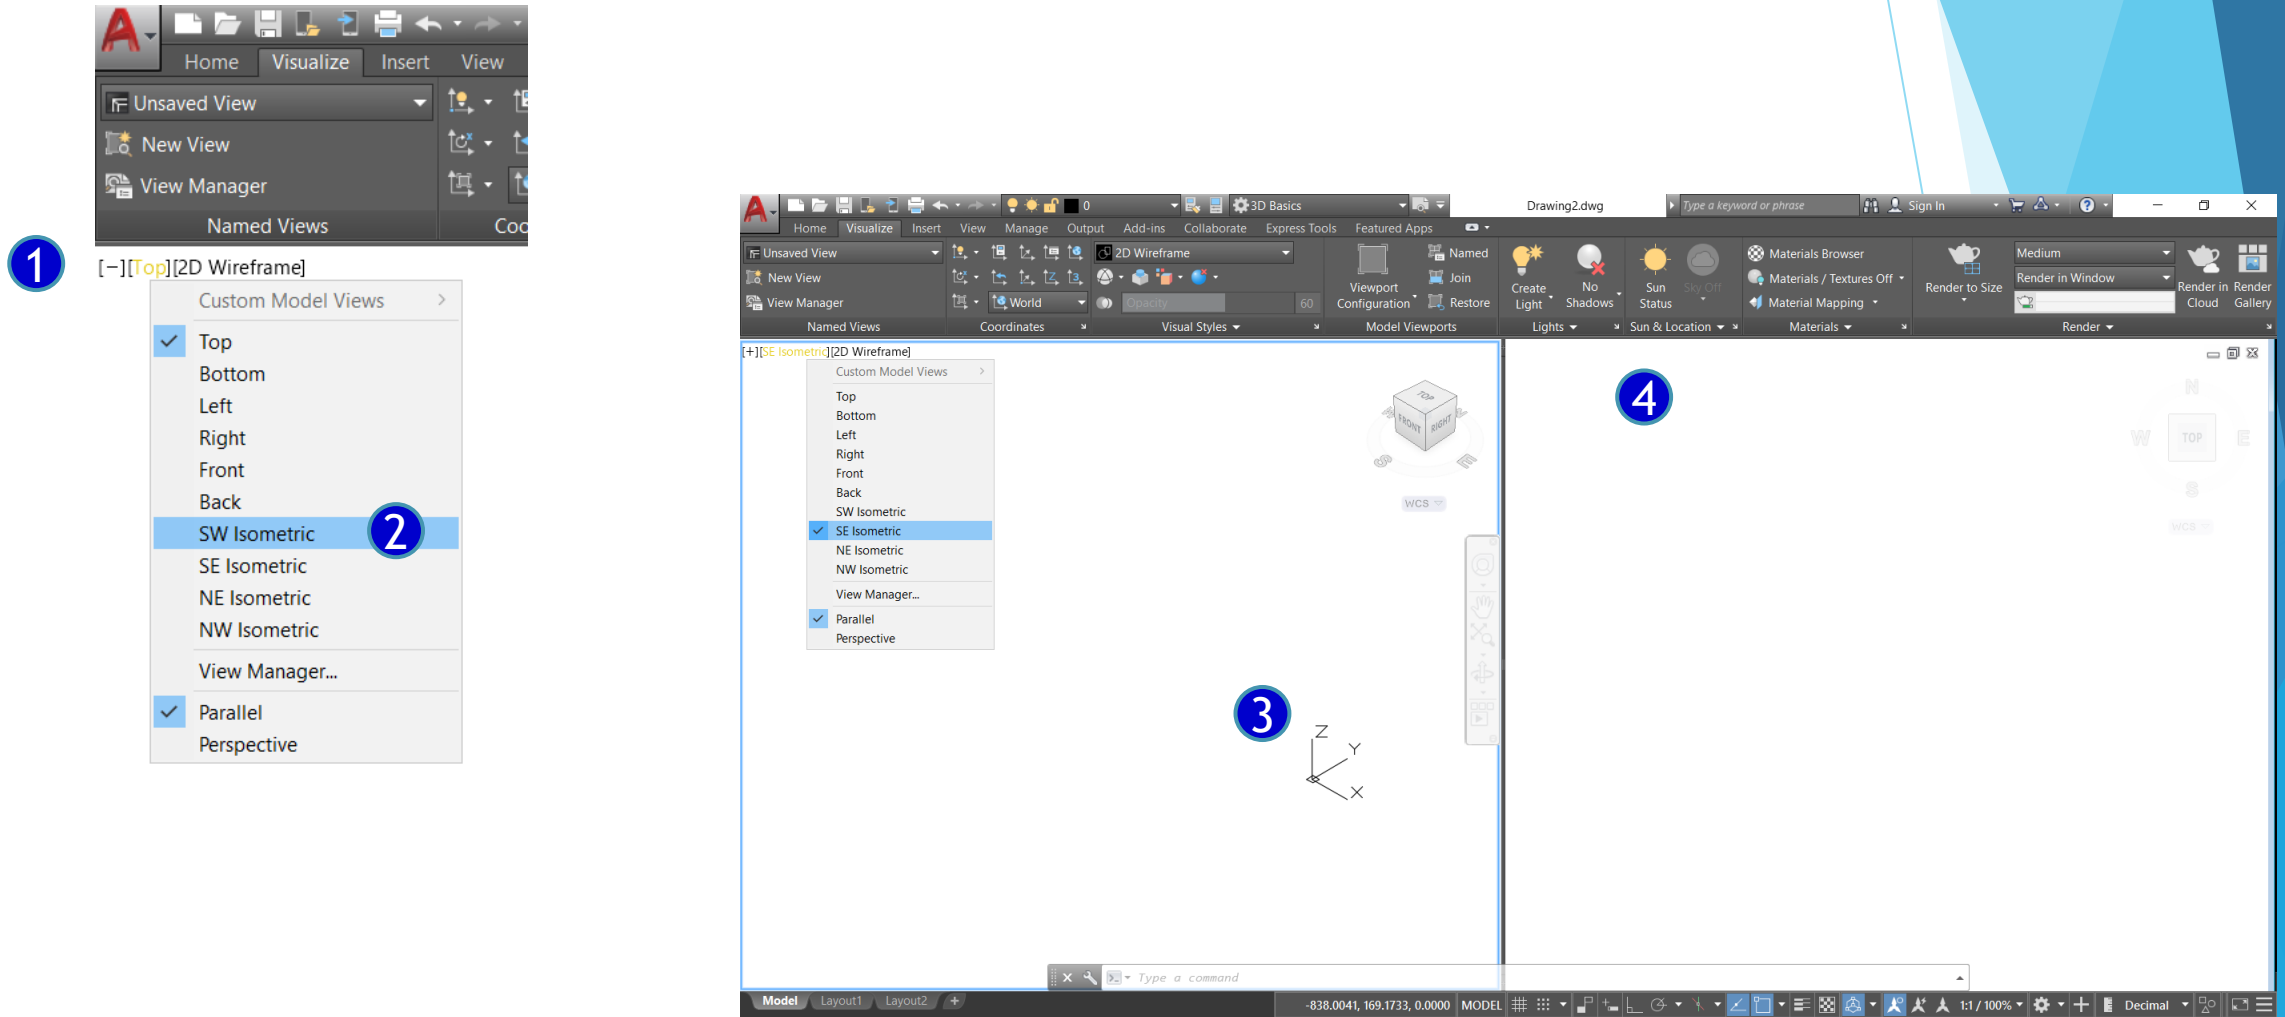 Home Visualize Insert View
Unsaved View
New View
View Manager
Named Views Coo
1
[−][Top][2D Wireframe]
Custom Model Views >
Top
Bottom
Left
Right
Front
Back
SW Isometric
2
SE Isometric
NE Isometric
NW Isometric
View Manager...
Parallel
Perspective
0 3D Basics Drawing2.dwg Type a keyword or phrase Sign In
Home Visualize Insert View Manage Output Add-ins Collaborate Express Tools Featured Apps
Unsaved View
New View
View Manager
Named Views
World
Coordinates
2D Wireframe
Opacity 60
Visual Styles
Viewport
Configuration
Named
Join
Restore
Model Viewports
Create
Light
No
Shadows
Lights
Sun
Status
Sky Off
Sun & Location
Materials Browser
Materials / Textures Off
Material Mapping
Materials
Render to Size
Medium
Render in Window
Render in
Cloud
Render
Gallery
Render
[+][SE Isometric][2D Wireframe]
Custom Model Views >
Top
Bottom
Left
Right
Front
Back
SW Isometric
SE Isometric
NE Isometric
NW Isometric
View Manager...
Parallel
Perspective
TOP
FRONT RIGHT
S E
WCS
3
Z
Y
X
4
N
W TOP E
S
WCS
Type a command
Model Layout1 Layout2 +
-838.0041, 169.1733, 0.0000 MODEL 1:1 / 100% Decimal